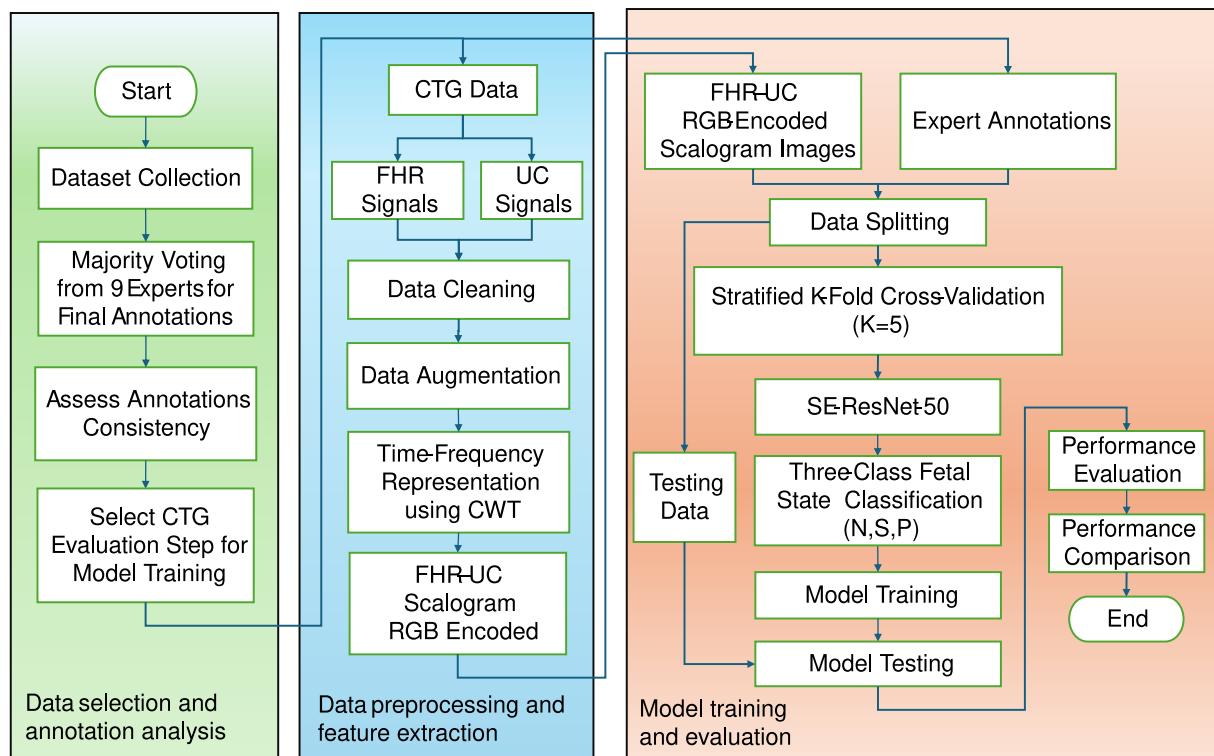 Start
Dataset Collection
Majority Voting
from 9 Experts for
Final Annotations
Assess Annotations
Consistency
Select CTG
Evaluation Step for
Model Training
Data selection and
annotation analysis
CTG Data
FHR
Signals
UC
Signals
Data Cleaning
Data Augmentation
Time-Frequency
Representation
using CWT
FHR-UC
Scalogram
RGB Encoded
Data preprocessing and
feature extraction
FHR-UC
RGB-Encoded
Scalogram Images
Expert Annotations
Data Splitting
Stratified K-Fold Cross-Validation
(K=5)
SE-ResNet-50
Testing
Data
Three-Class Fetal
State Classification
(N,S,P)
Model Training
Model Testing
Performance
Evaluation
Performance
Comparison
End
Model training
and evaluation